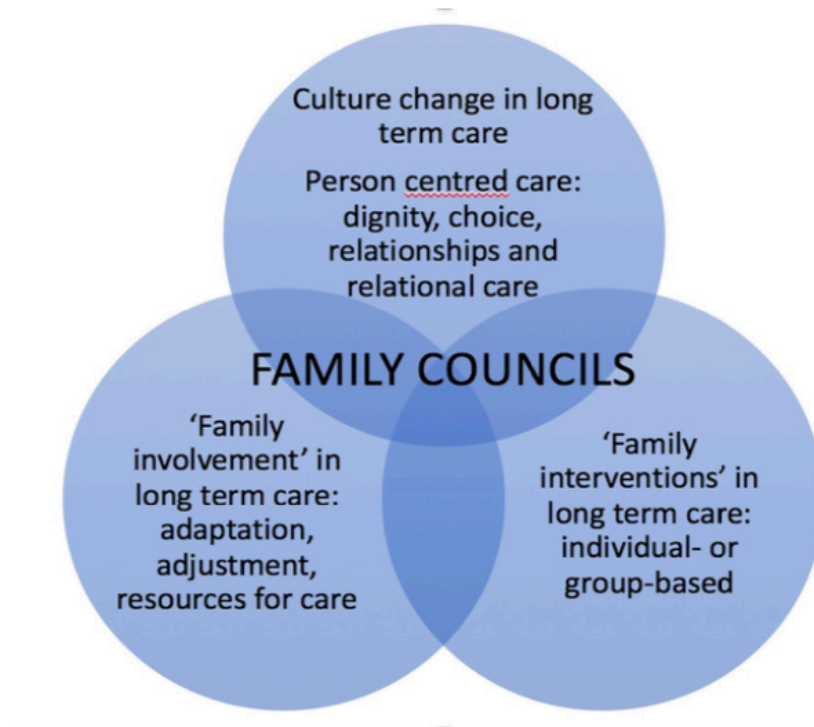 Culture change in long
term care
Person centred care:
dignity, choice,
relationships and
relational care
FAMILY COUNCILS
‘Family
involvement’ in
long term care:
adaptation,
adjustment,
resources for care
‘Family
interventions’ in
long term care:
individual- or
group-based